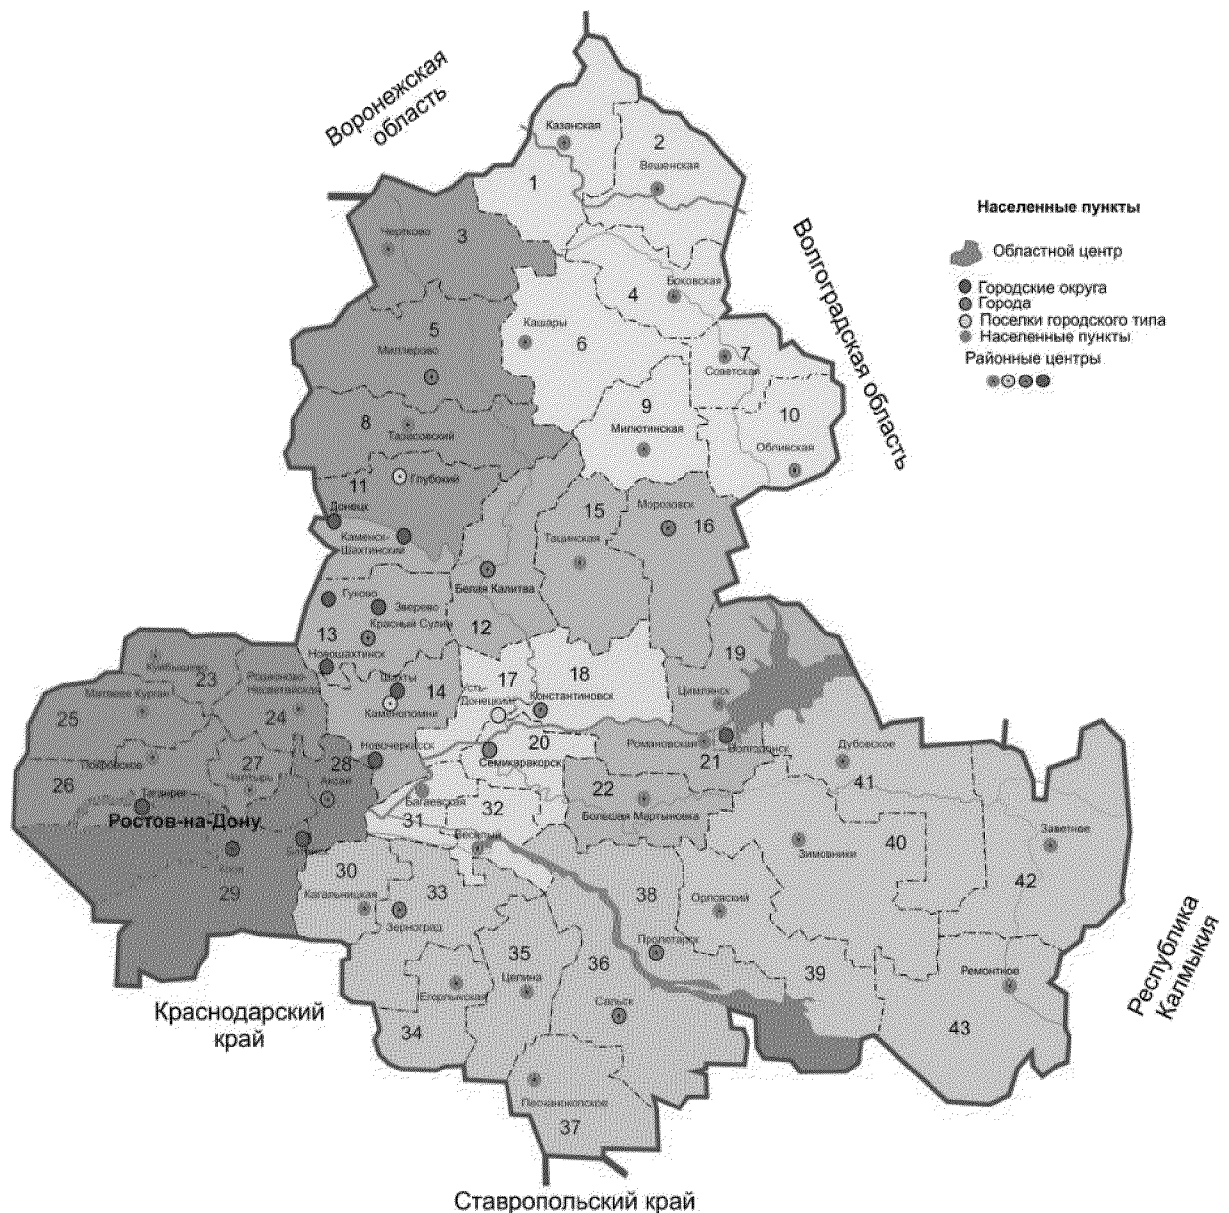 Воронежская
область
Казанская
2
Вешенская
1
Населенные пункты
Чертково
3
Волгоградская область
Областной центр
4
Боковская
Городские округа
Города
Поселки городского типа
Населенные пункты
Районные центры
5
Кашары
6
Миллерово
7
Советская
8
Тарасовский
9
Милютинская
10
Обливская
11
Глубокий
Донецк
Каменск-
Шахтинский
15
Тацинская
Морозовск
16
Белая Калитва
12
Гуково
Зверево
Красный Сулин
13
Новошахтинск
Куйбышево
23
Родионово-
Несветайская
Матвеев Курган
24
25
Шахты
14
Каменоломни
17
Усть-
Донецкий
18
Константиновск
19
Цимлянск
Новочеркасск
20
Семикаракорск
Романовская
Волгодонск
21
Дубовское
41
Покровское
26
27
Чалтырь
28
Аксай
Таганрог
Ростов-на-Дону
Азов
29
Багаевская
31
32
Веселый
22
Большая Мартыновка
Зимовники
40
Заветное
42
30
Кагальницкая
33
Зерноград
38
Орловский
Пролетарск
35
Целина
36
39
Ремонтное
Егорлыкская
34
Сальск
43
Республика
Калмыкия
Краснодарский
край
Песчанокопское
37
Ставропольский край